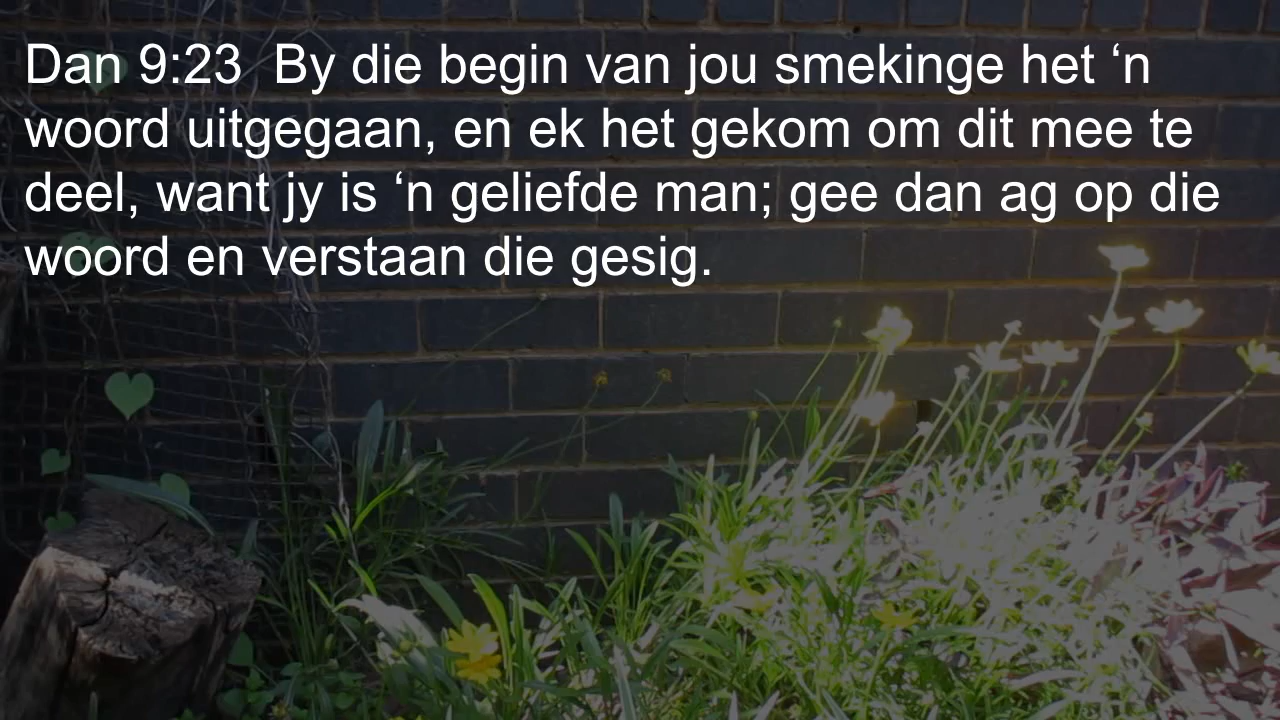 Dan 9:23  By die begin van jou smekinge het ‘n
woord uitgegaan, en ek het gekom om dit mee te
deel, want jy is ‘n geliefde man; gee dan ag op die
woord en verstaan die gesig.